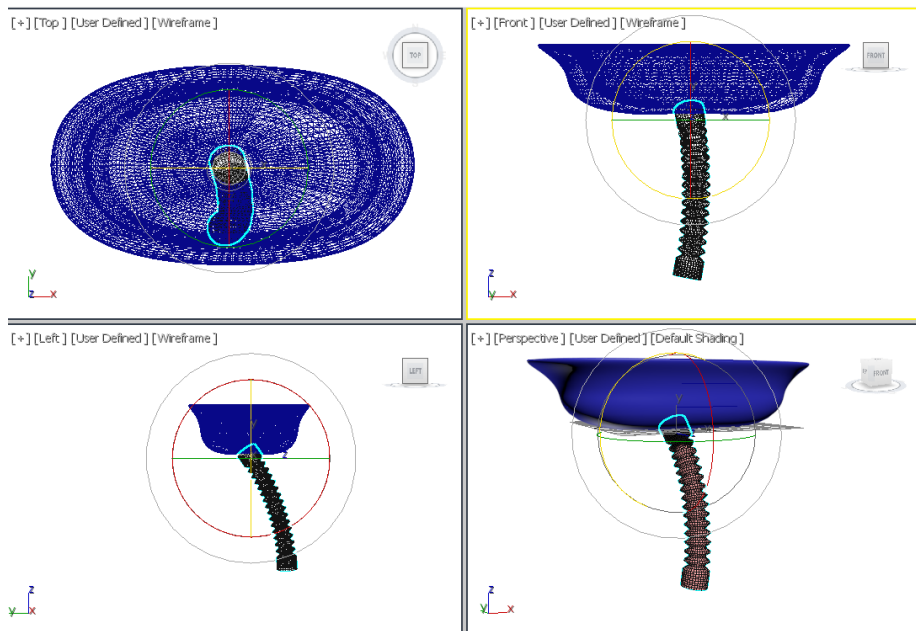 [+] [Top] [User Defined] [Wireframe]
TOP
y
z x
[+] [Front] [User Defined] [Wireframe]
FRONT
x
z
y x
[+] [Left] [User Defined] [Wireframe]
LEFT
y
z
z
y x
[+] [Perspective] [User Defined] [Default Shading]
FRONT
y
z
y x